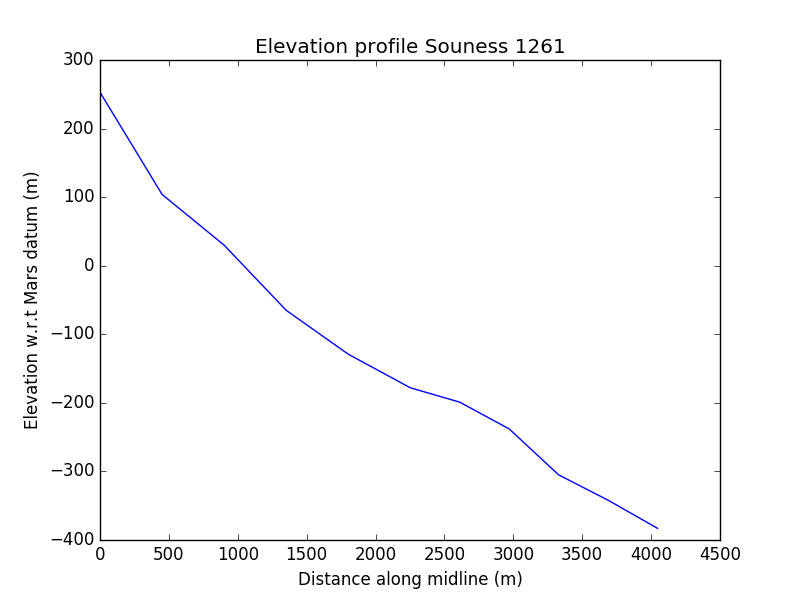 Elevation profile Souness 1261
300
200
100
0
−100
−200
−300
−400
Elevation w.r.t Mars datum (m)
0 500 1000 1500 2000 2500 3000 3500 4000 4500
Distance along midline (m)